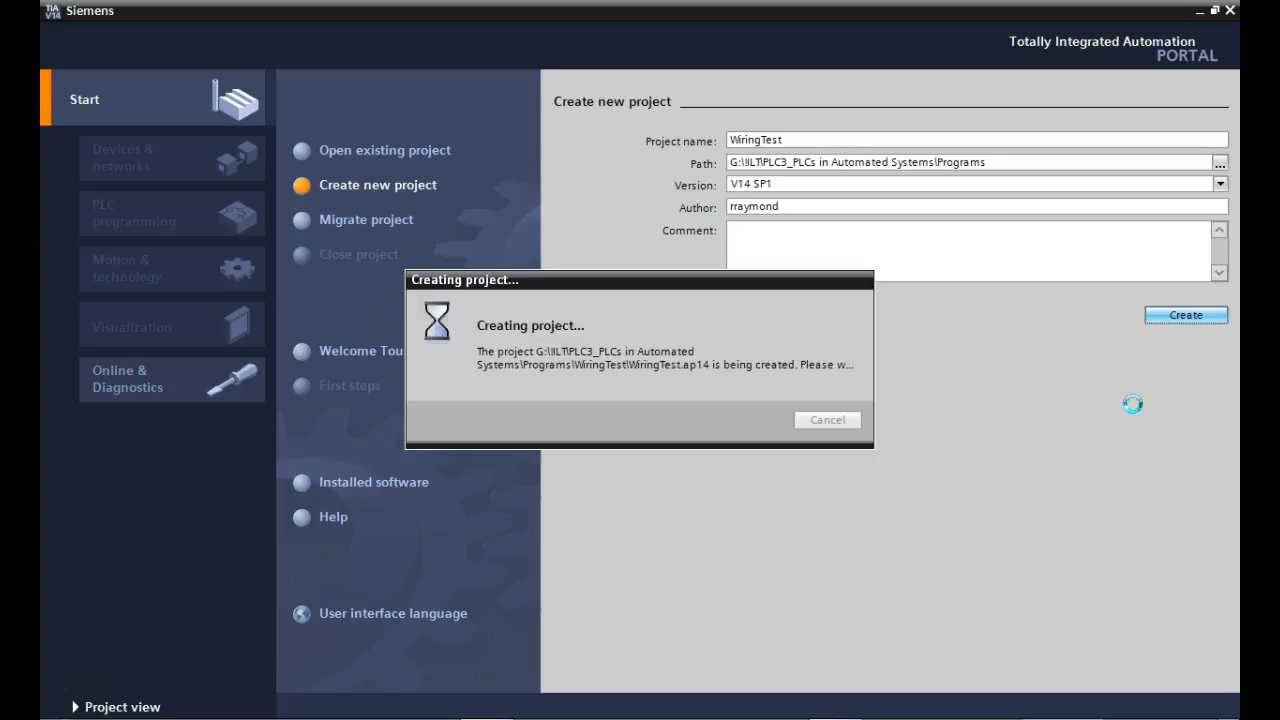 TIA
V14
Siemens
Totally Integrated Automation
PORTAL
Start
Devices &
networks
PLC
programming
Motion &
technology
Visualization
Online &
Diagnostics
Open existing project
Create new project
Migrate project
Close project
Welcome Tou
First steps
Installed software
Help
User interface language
Create new project
Project name: WiringTest
Path: G:\!ILT\PLC3_PLCs in Automated Systems\Programs
...
Version: V14 SP1
Author: rraymond
Comment:
Create
Creating project...
Creating project...
The project G:\!ILT\PLC3_PLCs in Automated
Systems\Programs\WiringTest\WiringTest.ap14 is being created. Please w...
Cancel
Project view